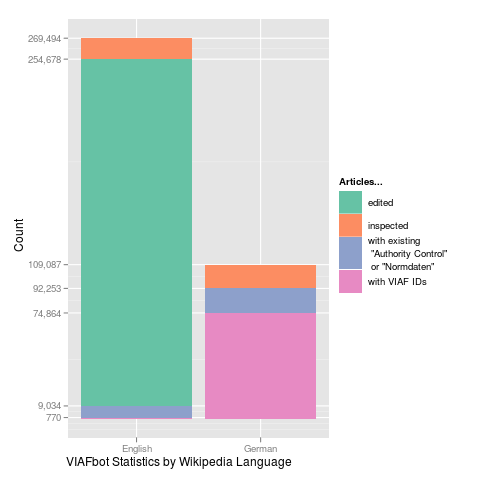 269,494
254,678
109,087
92,253
74,864
9,034
770
Count
English
German
VIAFbot Statistics by Wikipedia Language
Articles...
edited
inspected
with existing
"Authority Control"
or "Normdaten"
with VIAF IDs